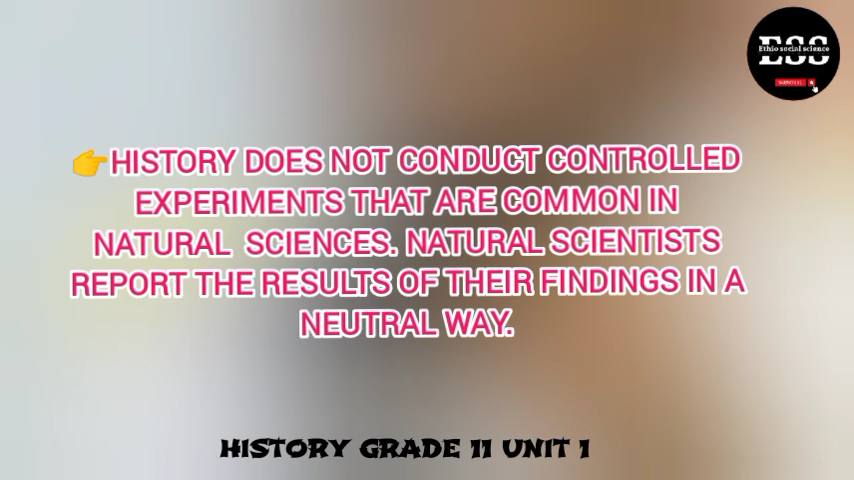 ESS
Ethio social science
👉HISTORY DOES NOT CONDUCT CONTROLLED
EXPERIMENTS THAT ARE COMMON IN
NATURAL SCIENCES. NATURAL SCIENTISTS
REPORT THE RESULTS OF THEIR FINDINGS IN A
NEUTRAL WAY.
HISTORY GRADE 11 UNIT 1